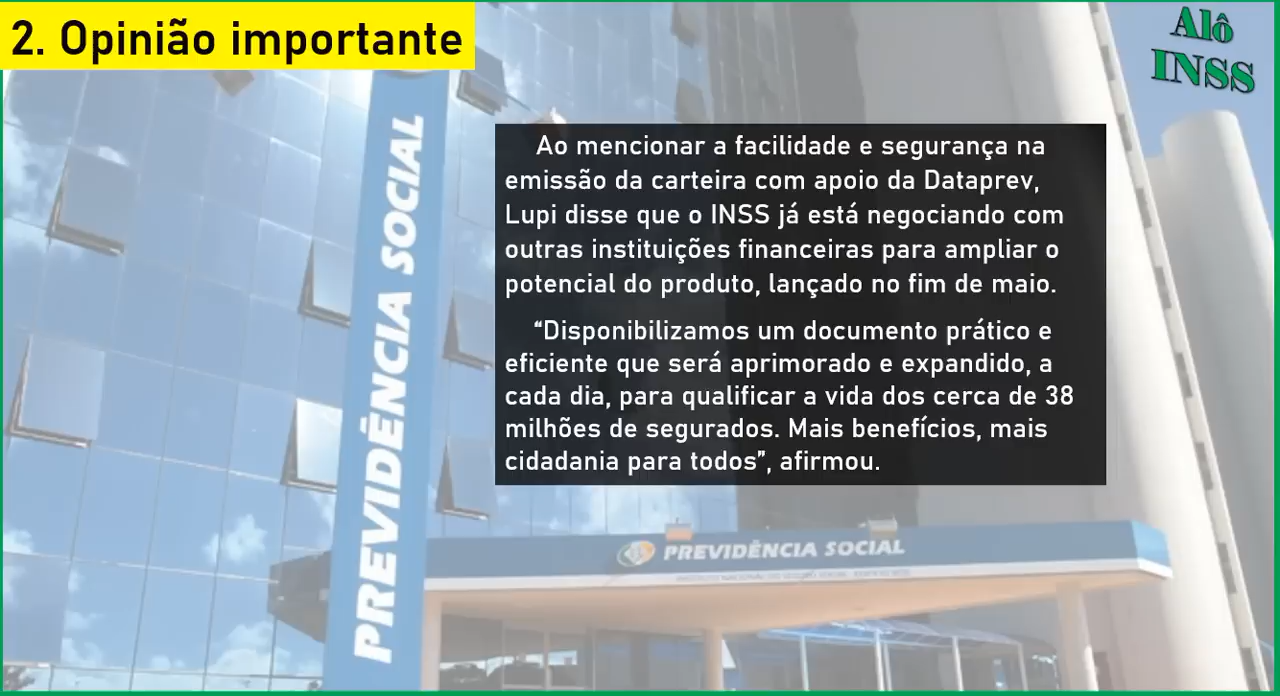 2. Opinião importante
Alô
INSS
Ao mencionar a facilidade e segurança na
emissão da carteira com apoio da Dataprev,
Lupi disse que o INSS já está negociando com
outras instituições financeiras para ampliar o
potencial do produto, lançado no fim de maio.
“Disponibilizamos um documento prático e
eficiente que será aprimorado e expandido, a
cada dia, para qualificar a vida dos cerca de 38
milhões de segurados. Mais benefícios, mais
cidadania para todos”, afirmou.
PREVIDÊNCIA SOCIAL
PREVIDÊNCIA SOCIAL